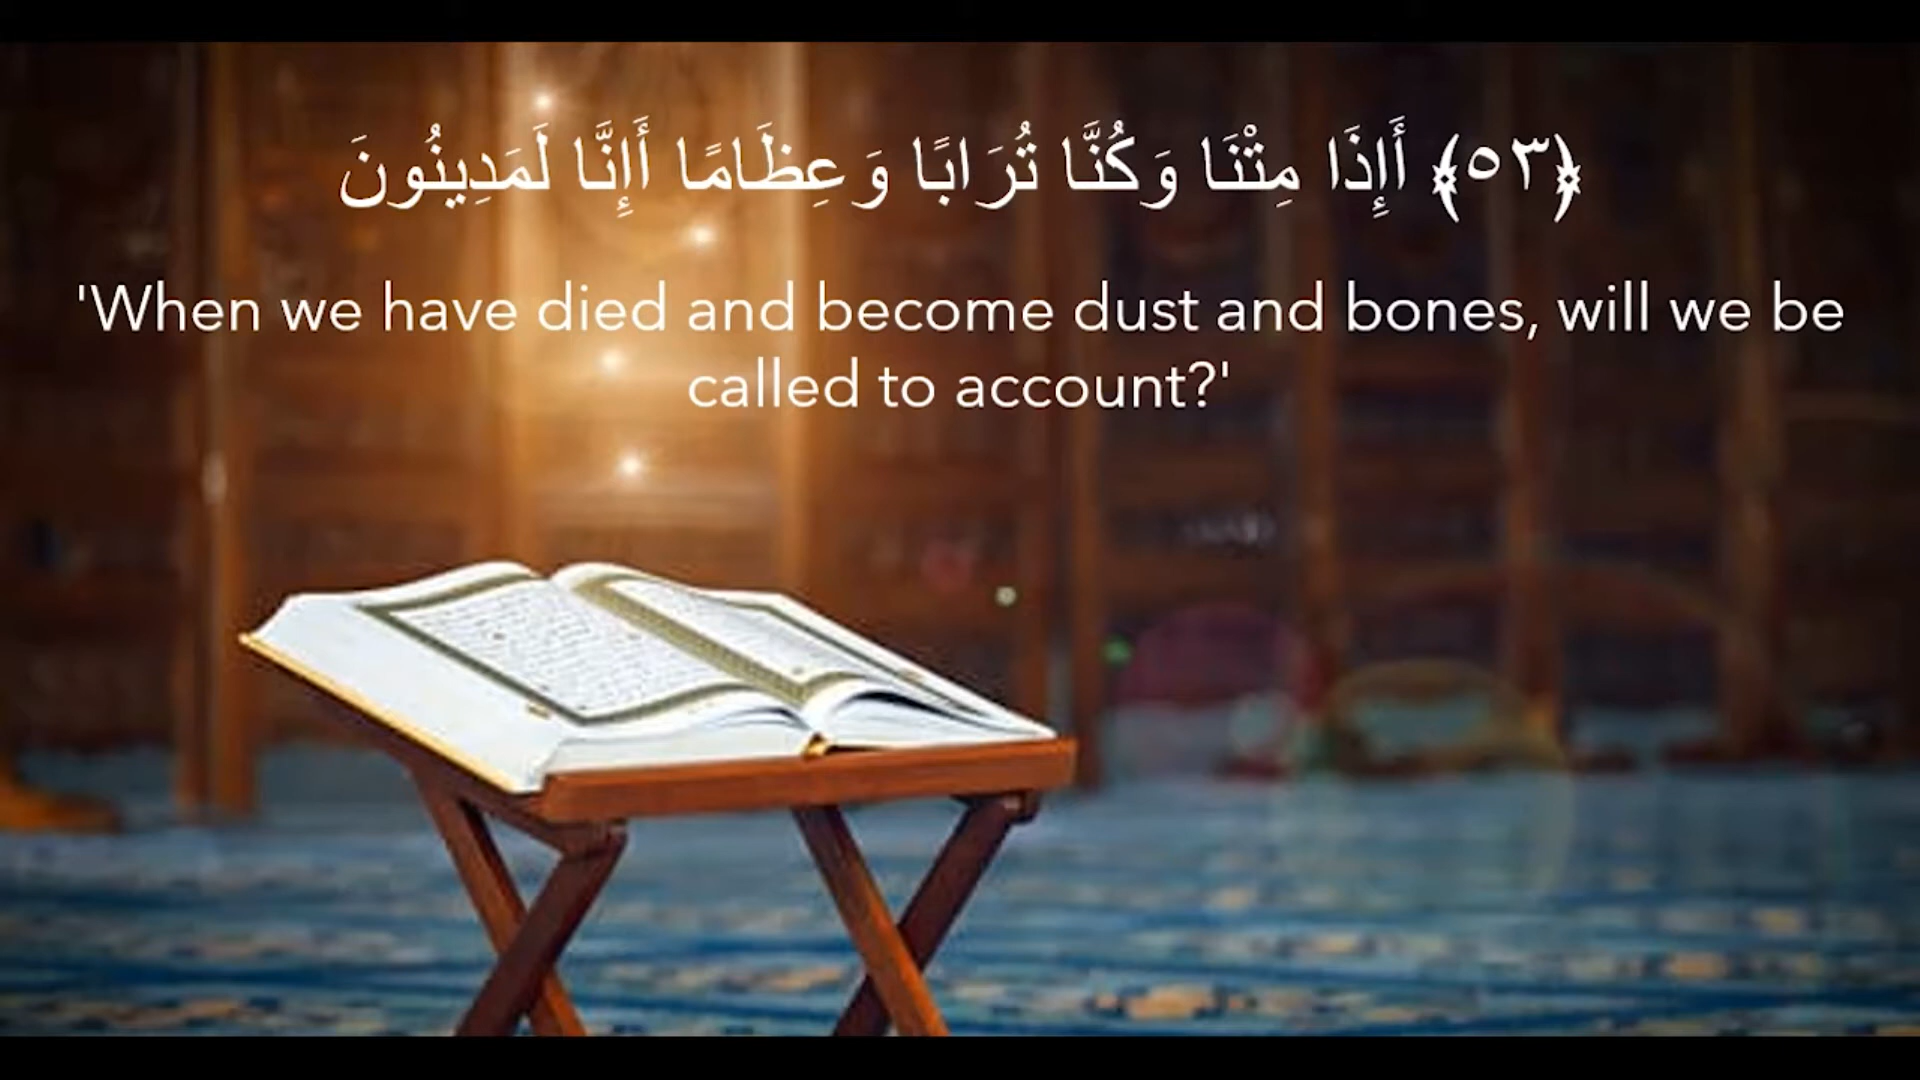 ﴿٥٣﴾ أَإِذَا مِتْنَا وَكُنَّا تُرَابًا وَعِظَامًا أَإِنَّا لَمَدِينُونَ
'When we have died and become dust and bones, will we be
called to account?'